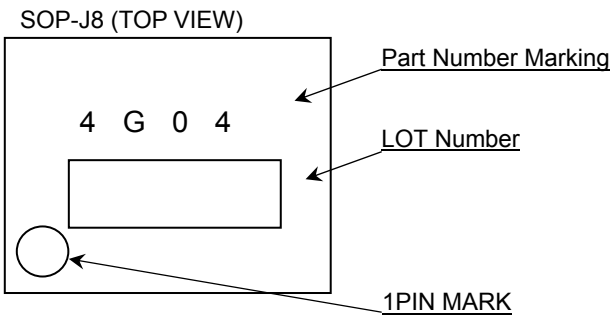 SOP-J8 (TOP VIEW)
Part Number Marking
4 G 0 4
LOT Number
1PIN MARK